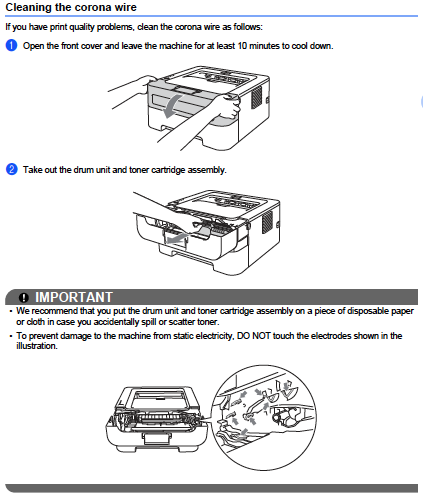 Cleaning the corona wire
If you have print quality problems, clean the corona wire as follows:
1 Open the front cover and leave the machine for at least 10 minutes to cool down.
2 Take out the drum unit and toner cartridge assembly.
IMPORTANT
• We recommend that you put the drum unit and toner cartridge assembly on a piece of disposable paper
or cloth in case you accidentally spill or scatter toner.
• To prevent damage to the machine from static electricity, DO NOT touch the electrodes shown in the
illustration.